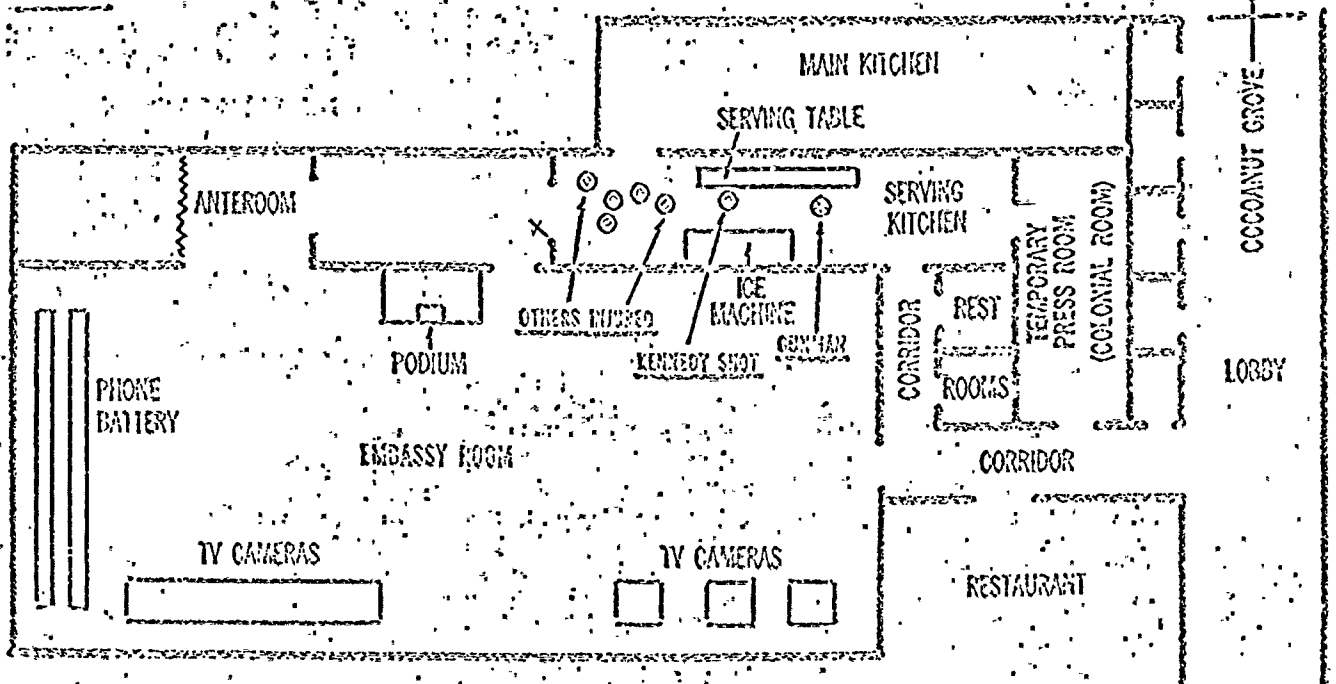 MAIN KITCHEN
SERVING TABLE
COCOANUT GROVE
ANTEROOM
SERVING
KITCHEN
TEMPORARY
PRESS ROOM
(COLONIAL ROOM)
OTHERS INJURED
ICE
MACHINE
KENNEDY SHOT
GUNMAN
CORRIDOR
REST
ROOMS
PODIUM
LOBBY
PHONE
BATTERY
EMBASSY ROOM
CORRIDOR
TV CAMERAS
TV CAMERAS
RESTAURANT